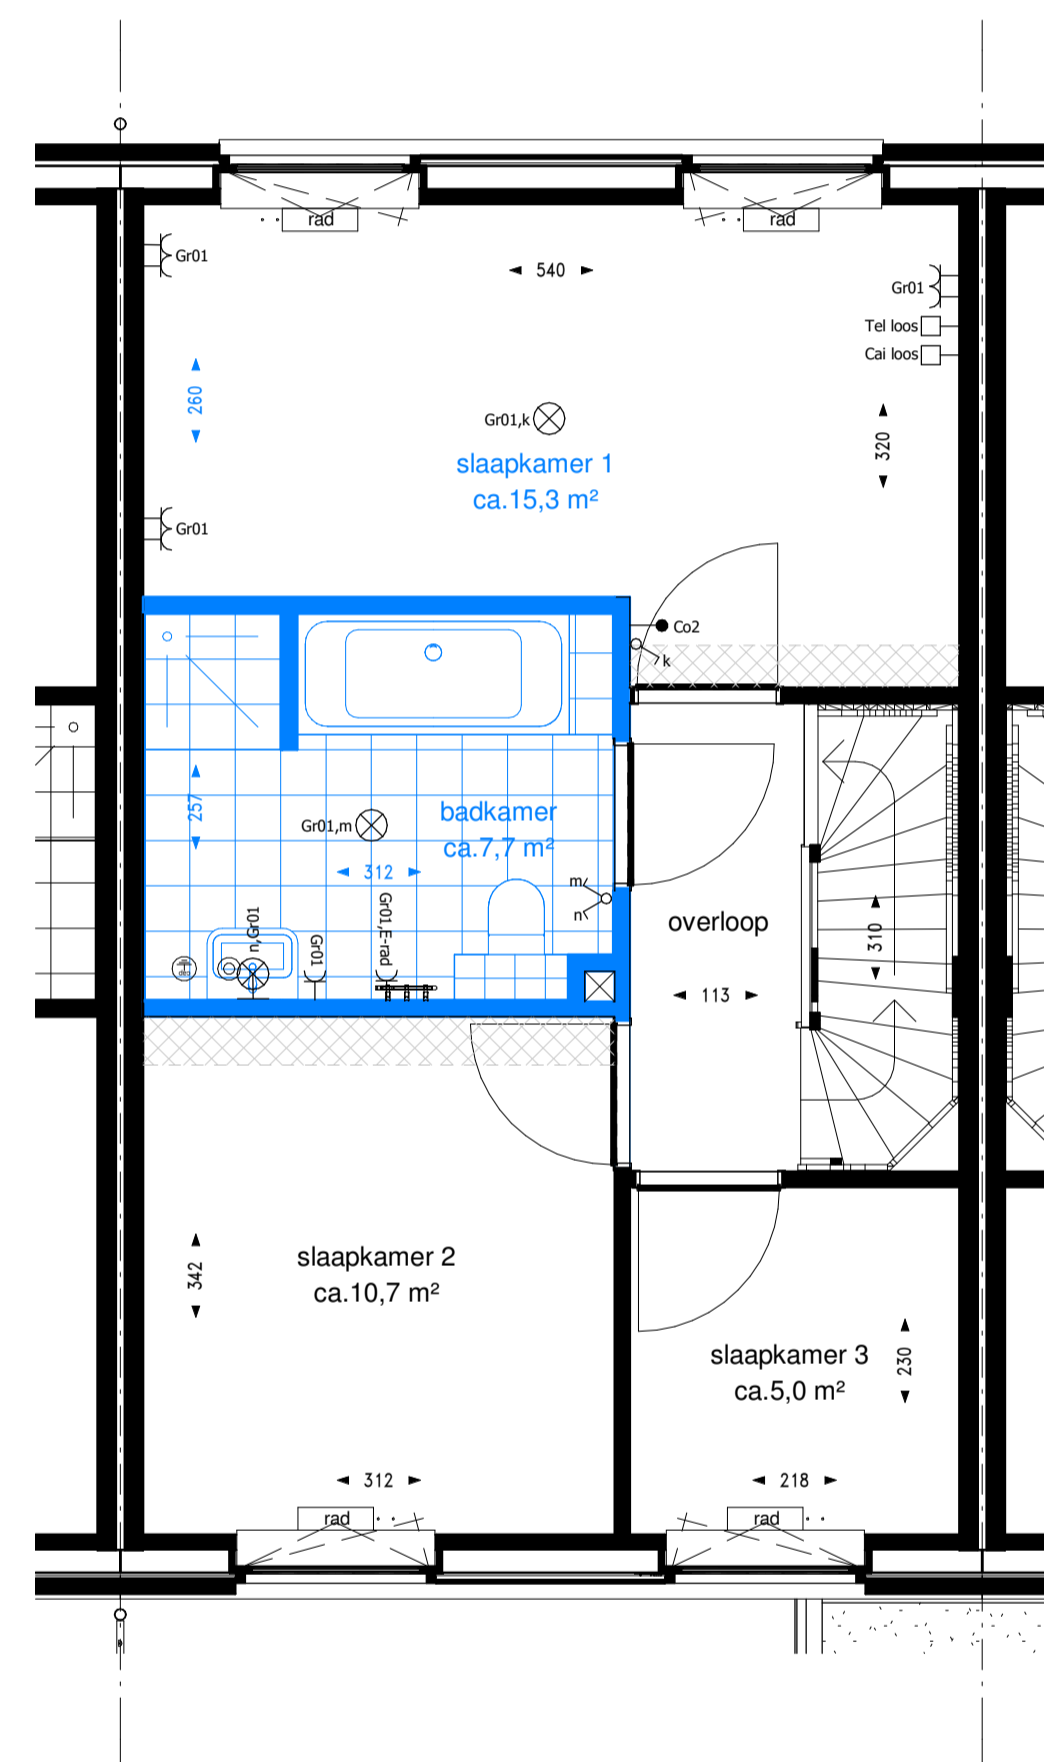 rad
rad
Gr01
540
Gr01
Tel loos
Cai loos
260
Gr01,k
320
slaapkamer 1
ca.15,3 m²
Gr01
Co2
k
257
badkamer
ca.7,7 m²
Gr01,m
312
m
n
n,Gr01
Gr01
Gr01,E-rad
overloop
310
113
slaapkamer 2
ca.10,7 m²
342
slaapkamer 3
ca.5,0 m²
230
312
218
rad
rad